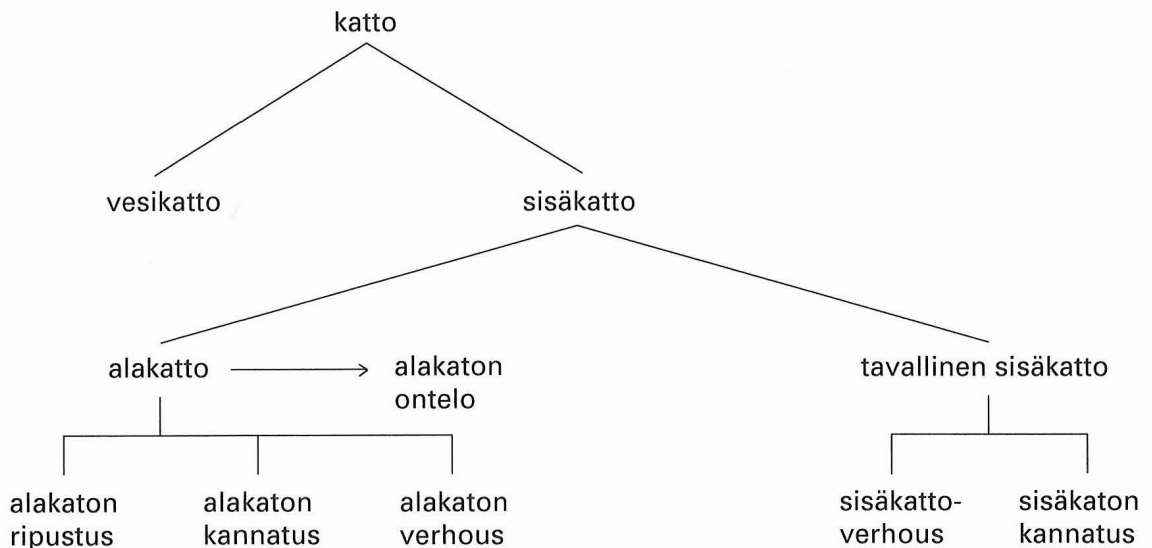 katto
vesikatto
sisäkatto
alakatto
alakaton
ontelo
tavallinen sisäkatto
alakaton
ripustus
alakaton
kannatus
alakaton
verhous
sisäkatto-
verhous
sisäkaton
kannatus